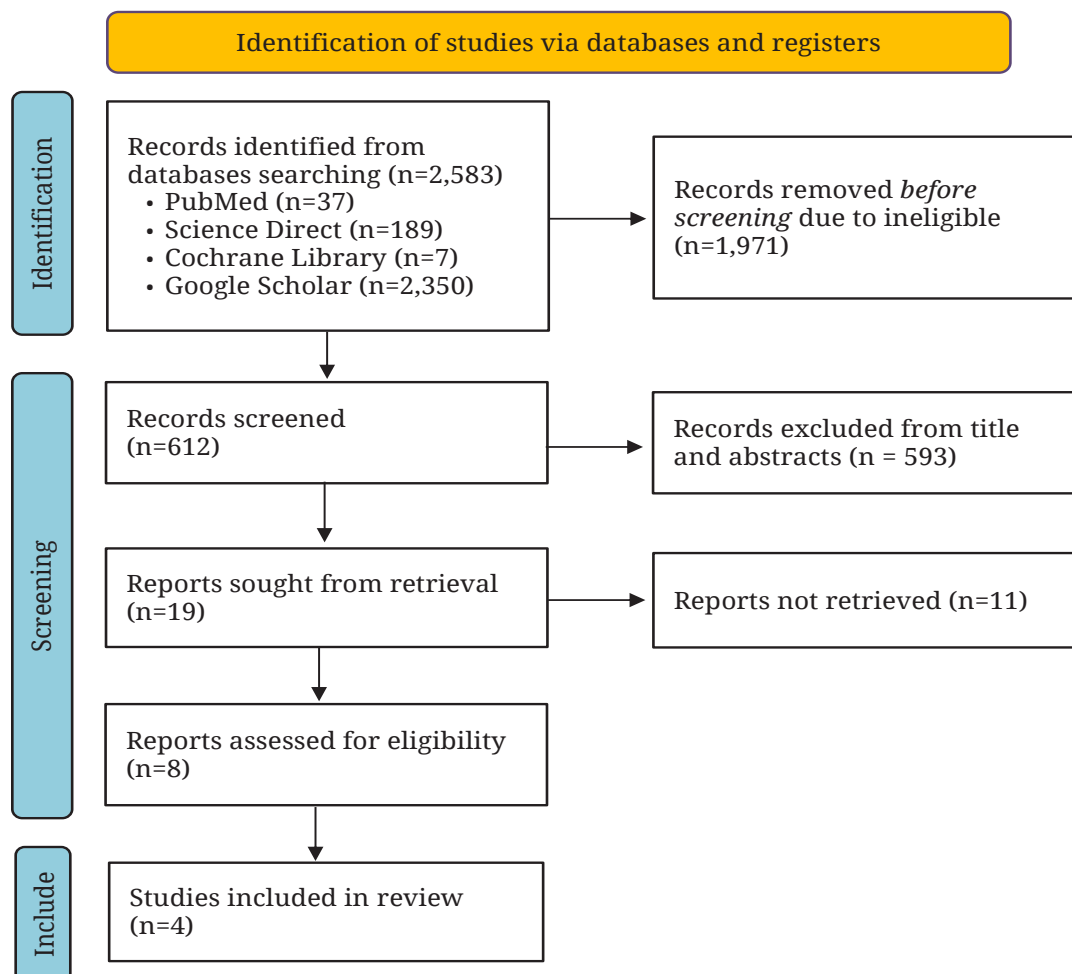 Identification of studies via databases and registers
Identification
Records identified from
databases searching (n=2,583)
• PubMed (n=37)
• Science Direct (n=189)
• Cochrane Library (n=7)
• Google Scholar (n=2,350)
Records removed before
screening due to ineligible
(n=1,971)
Screening
Records screened
(n=612)
Records excluded from title
and abstracts (n = 593)
Reports sought from retrieval
(n=19)
Reports not retrieved (n=11)
Reports assessed for eligibility
(n=8)
Include
Studies included in review
(n=4)